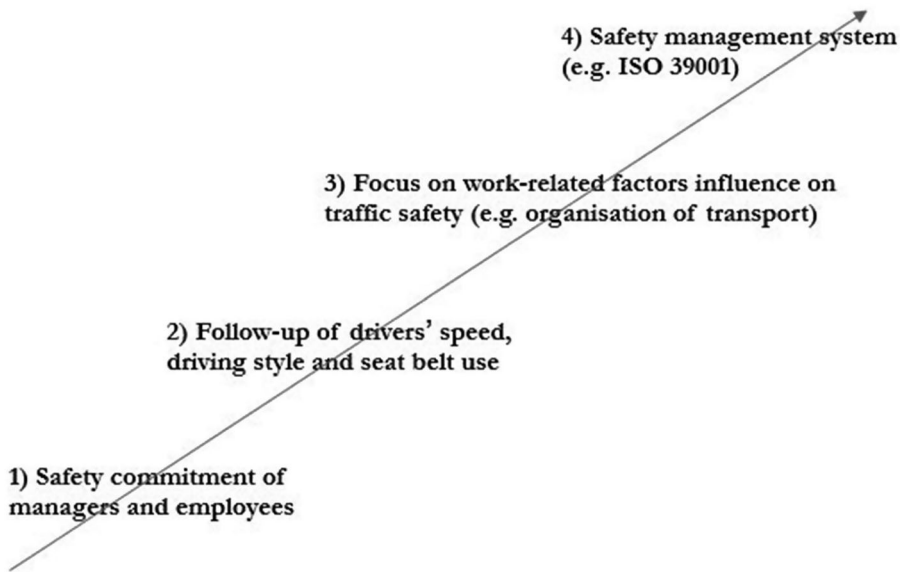 4) Safety management system
(e.g. ISO 39001)
3) Focus on work-related factors influence on
traffic safety (e.g. organisation of transport)
2) Follow-up of drivers’ speed,
driving style and seat belt use
1) Safety commitment of
managers and employees